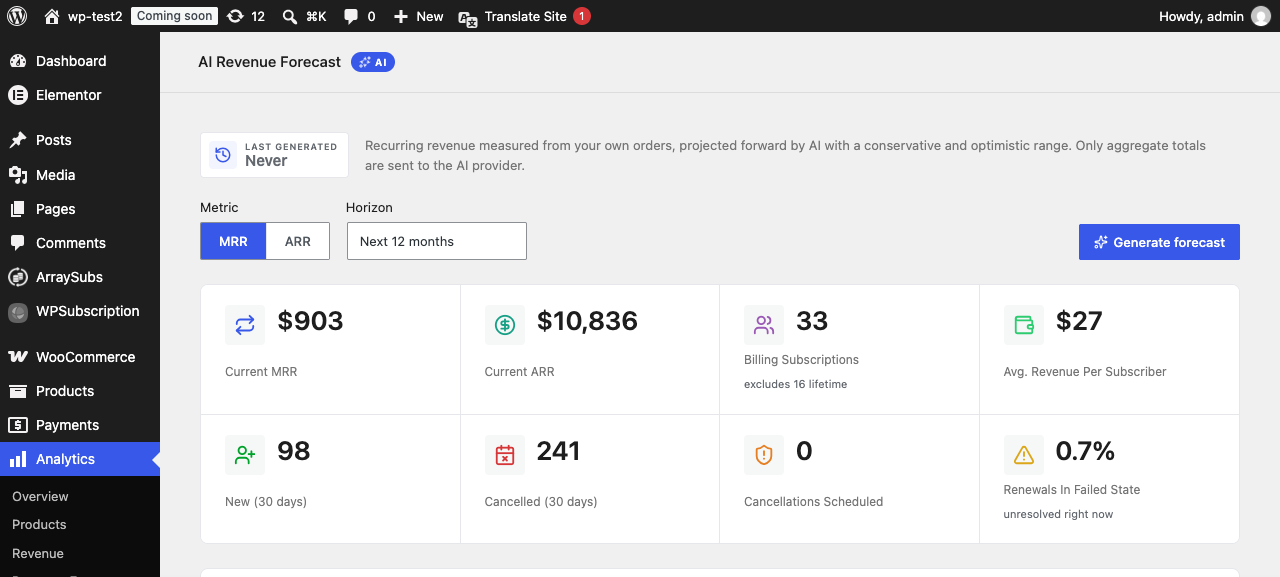 wp-test2 Coming soon 12 ⌘K 0 New Translate Site 1 Howdy, admin
Dashboard
Elementor
Posts
Media
Pages
Comments
ArraySubs
WPSubscription
WooCommerce
Products
Payments
Analytics
Overview
Products
Revenue
AI Revenue Forecast AI
LAST GENERATED
Never
Recurring revenue measured from your own orders, projected forward by AI with a conservative and optimistic range. Only aggregate totals
are sent to the AI provider.
Metric Horizon
MRR ARR Next 12 months Generate forecast
$903
Current MRR
$10,836
Current ARR
33
Billing Subscriptions
excludes 16 lifetime
$27
Avg. Revenue Per Subscriber
98
New (30 days)
241
Cancelled (30 days)
0
Cancellations Scheduled
0.7%
Renewals In Failed State
unresolved right now